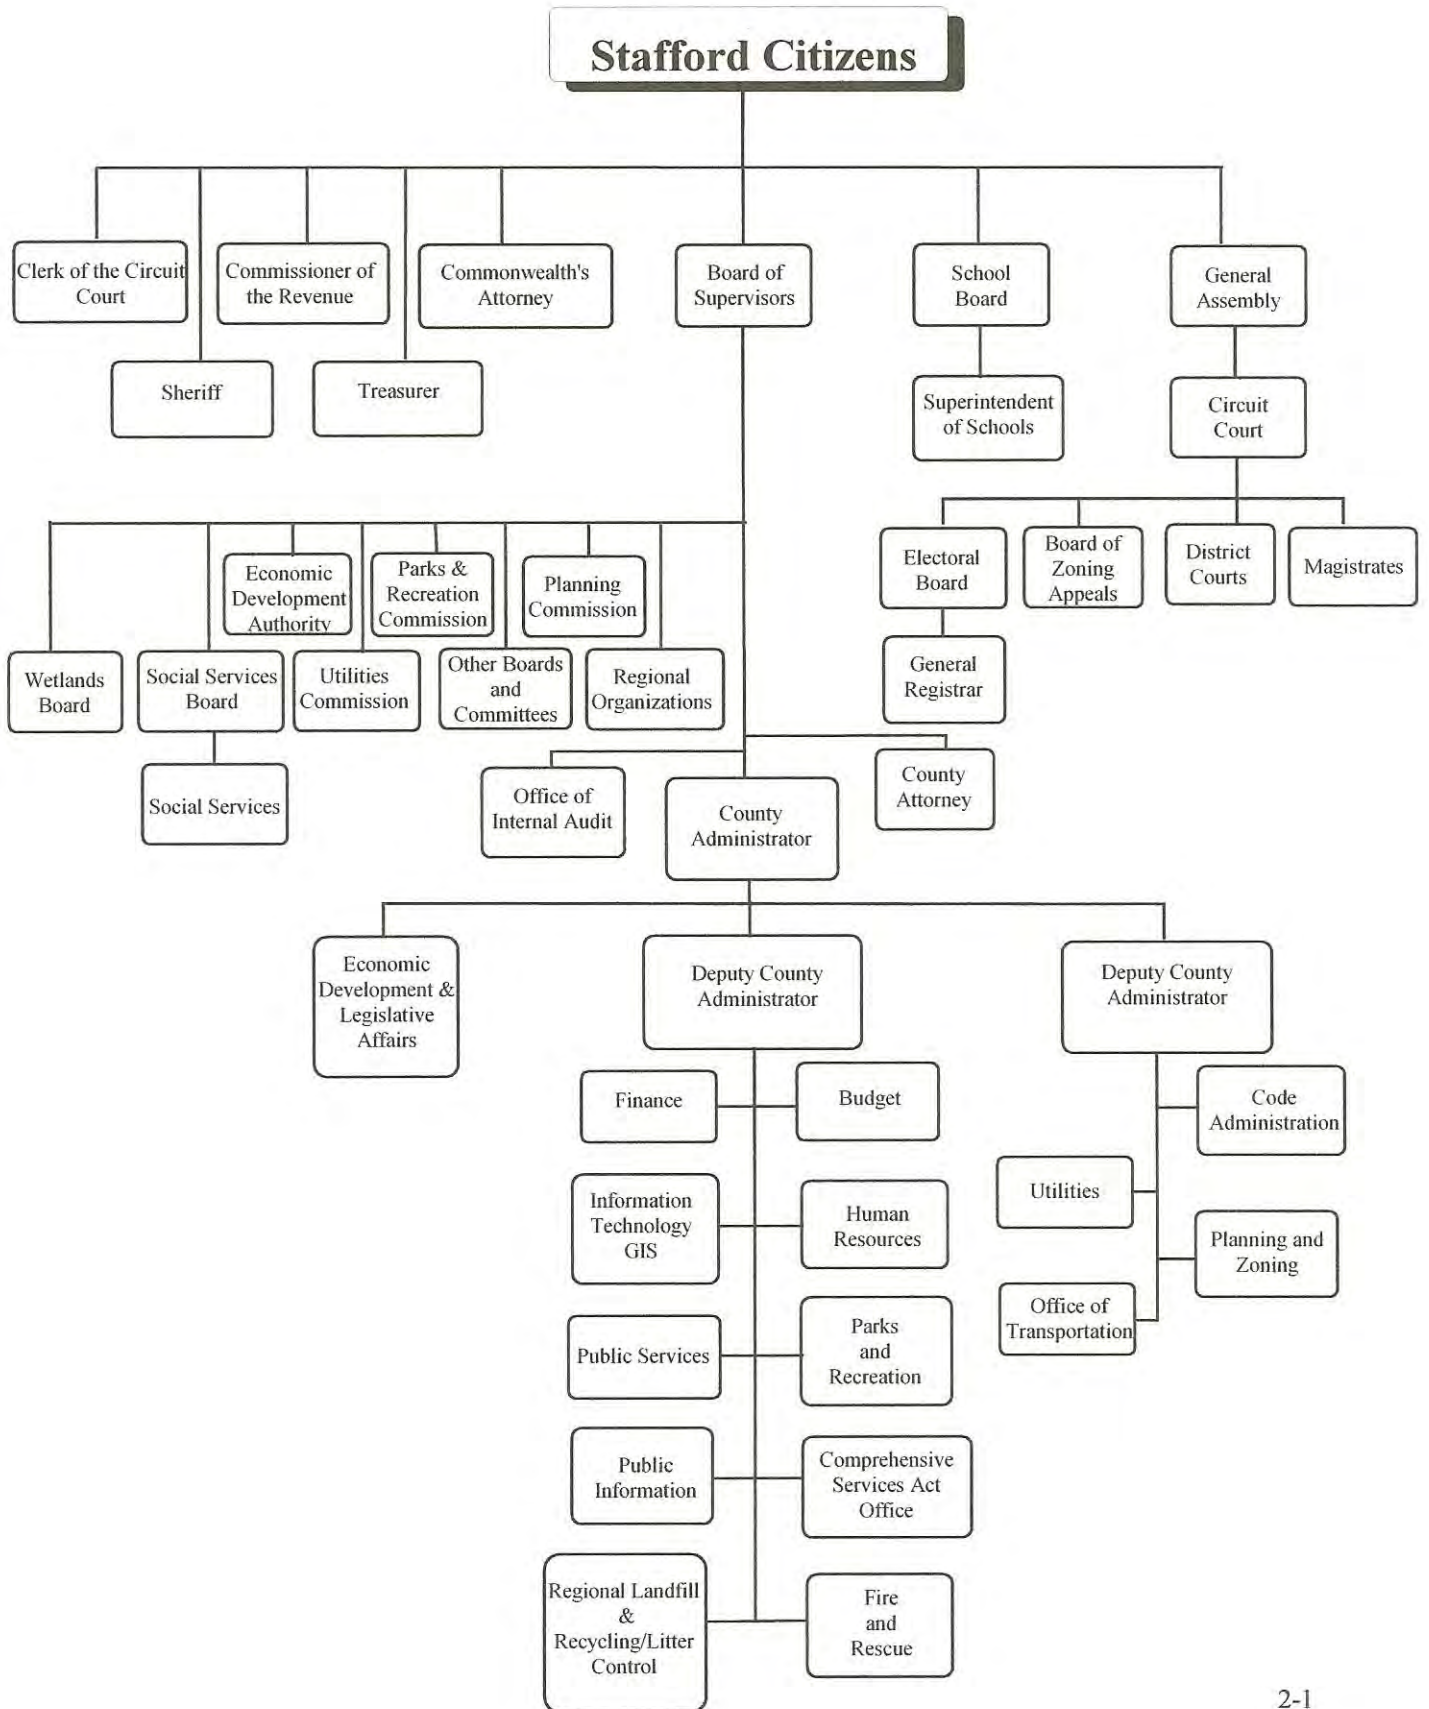 Stafford Citizens
Clerk of the Circuit
Court
Commissioner of
the Revenue
Commonwealth's
Attorney
Board of
Supervisors
School
Board
General
Assembly
Sheriff
Treasurer
Superintendent
of Schools
Circuit
Court
Economic
Development
Authority
Parks &
Recreation
Commission
Planning
Commission
Electoral
Board
Board of
Zoning
Appeals
District
Courts
Magistrates
Wetlands
Board
Social Services
Board
Utilities
Commission
Other Boards
and
Committees
Regional
Organizations
General
Registrar
Social Services
Office of
Internal Audit
County
Administrator
County
Attorney
Economic
Development &
Legislative
Affairs
Deputy County
Administrator
Deputy County
Administrator
Finance
Budget
Code
Administration
Information
Technology
GIS
Human
Resources
Utilities
Planning and
Zoning
Public Services
Parks
and
Recreation
Office of
Transportation
Public
Information
Comprehensive
Services Act
Office
Regional Landfill
&
Recycling/Litter
Control
Fire
and
Rescue
2-1